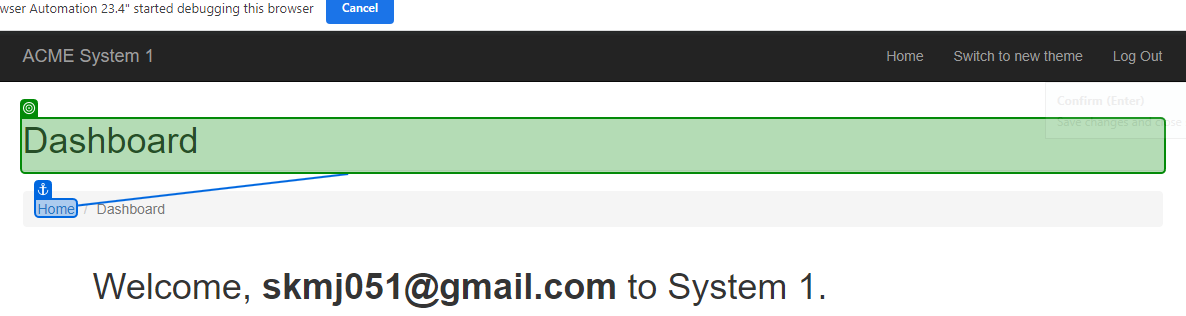 wser Automation 23.4" started debugging this browser Cancel
ACME System 1 Home Switch to new theme Log Out
Confirm (Enter)
Save changes and close
Dashboard
Home / Dashboard
Welcome, skmj051@gmail.com to System 1.